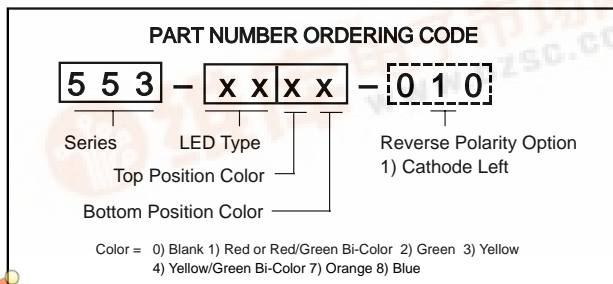 PART NUMBER ORDERING CODE
5 5 3 – x x x x – 0 1 0
Series LED Type Reverse Polarity Option
1) Cathode Left
Top Position Color
Bottom Position Color
Color = 0) Blank 1) Red or Red/Green Bi-Color 2) Green 3) Yellow
4) Yellow/Green Bi-Color 7) Orange 8) Blue